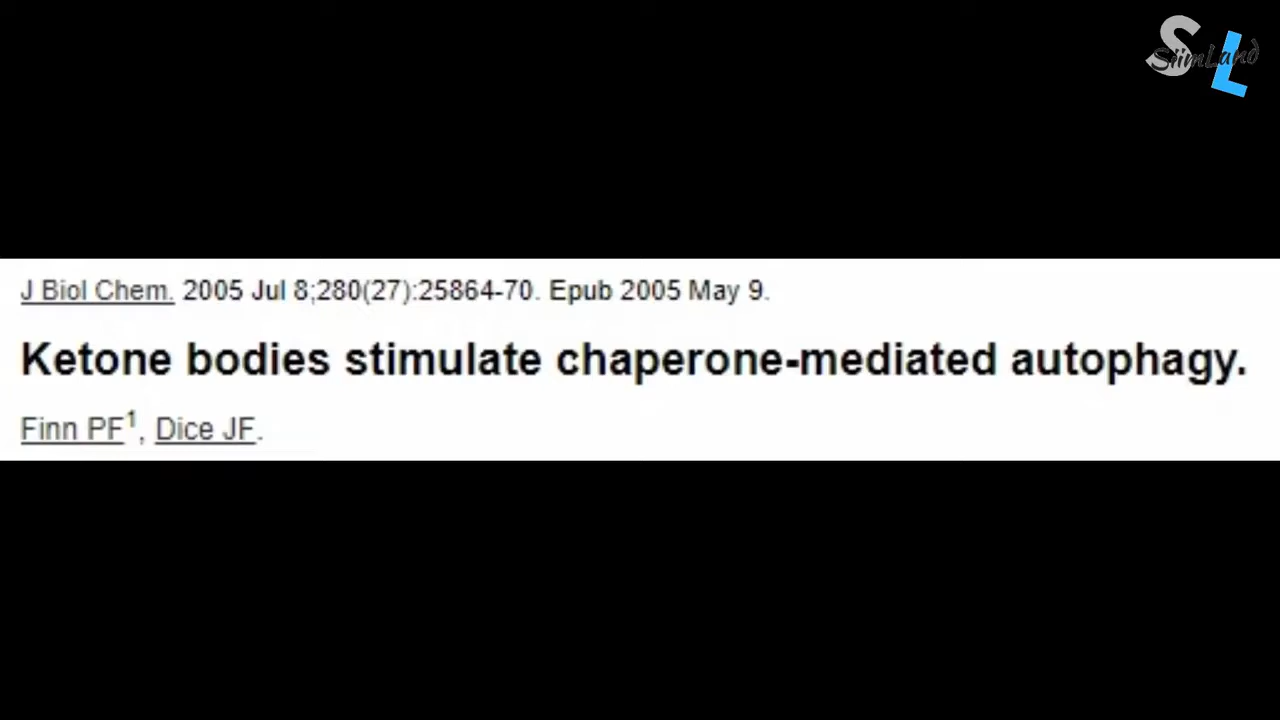 S L
SiimLand
J Biol Chem. 2005 Jul 8;280(27):25864-70. Epub 2005 May 9.
Ketone bodies stimulate chaperone-mediated autophagy.
Finn PF1, Dice JF.